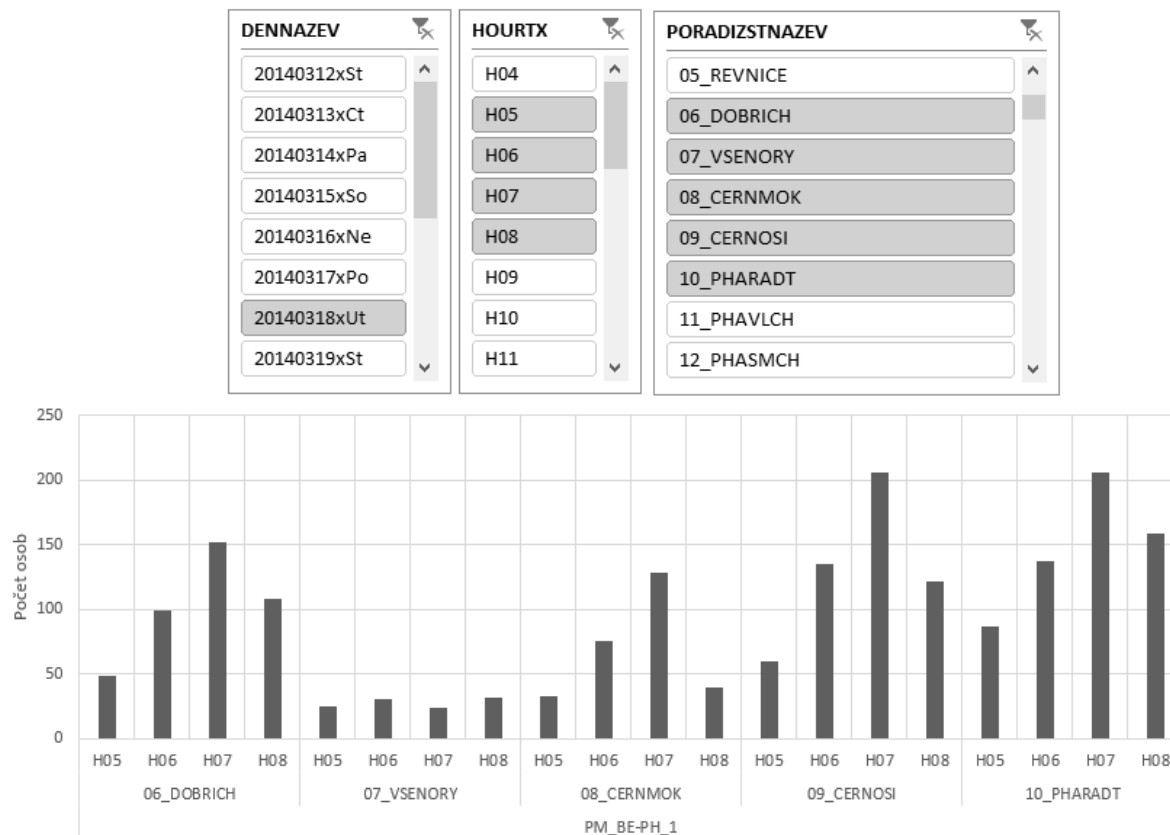 DENNAZEV
20140312xSt
20140313xCt
20140314xPa
20140315xSo
20140316xNe
20140317xPo
20140318xUt
20140319xSt
HOURTX
H04
H05
H06
H07
H08
H09
H10
H11
PORADIZSTNAZEV
05_REVNICE
06_DOBRICH
07_VSENORY
08_CERNMOK
09_CERNOSI
10_PHARADT
11_PHAVLCH
12_PHASMCH
Počet osob
250
200
150
100
50
0
H05 H06 H07 H08 H05 H06 H07 H08 H05 H06 H07 H08 H05 H06 H07 H08 H05 H06 H07 H08
06_DOBRICH 07_VSENORY 08_CERNMOK 09_CERNOSI 10_PHARADT
PM_BE-PH_1